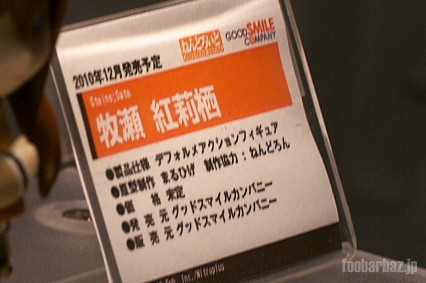 ねんどろいど GOOD SMILE COMPANY
2010年12月発売予定
Steins;Gate
牧瀬 紅莉栖
●製品仕様 デフォルメアクションフィギュア
●原型制作 まるひげ 制作協力：ねんどろん
●価　格 未定
●発 売 元 グッドスマイルカンパニー
●販 売 元 グッドスマイルカンパニー
Inc./Nitroplus
foobarbaz.jp